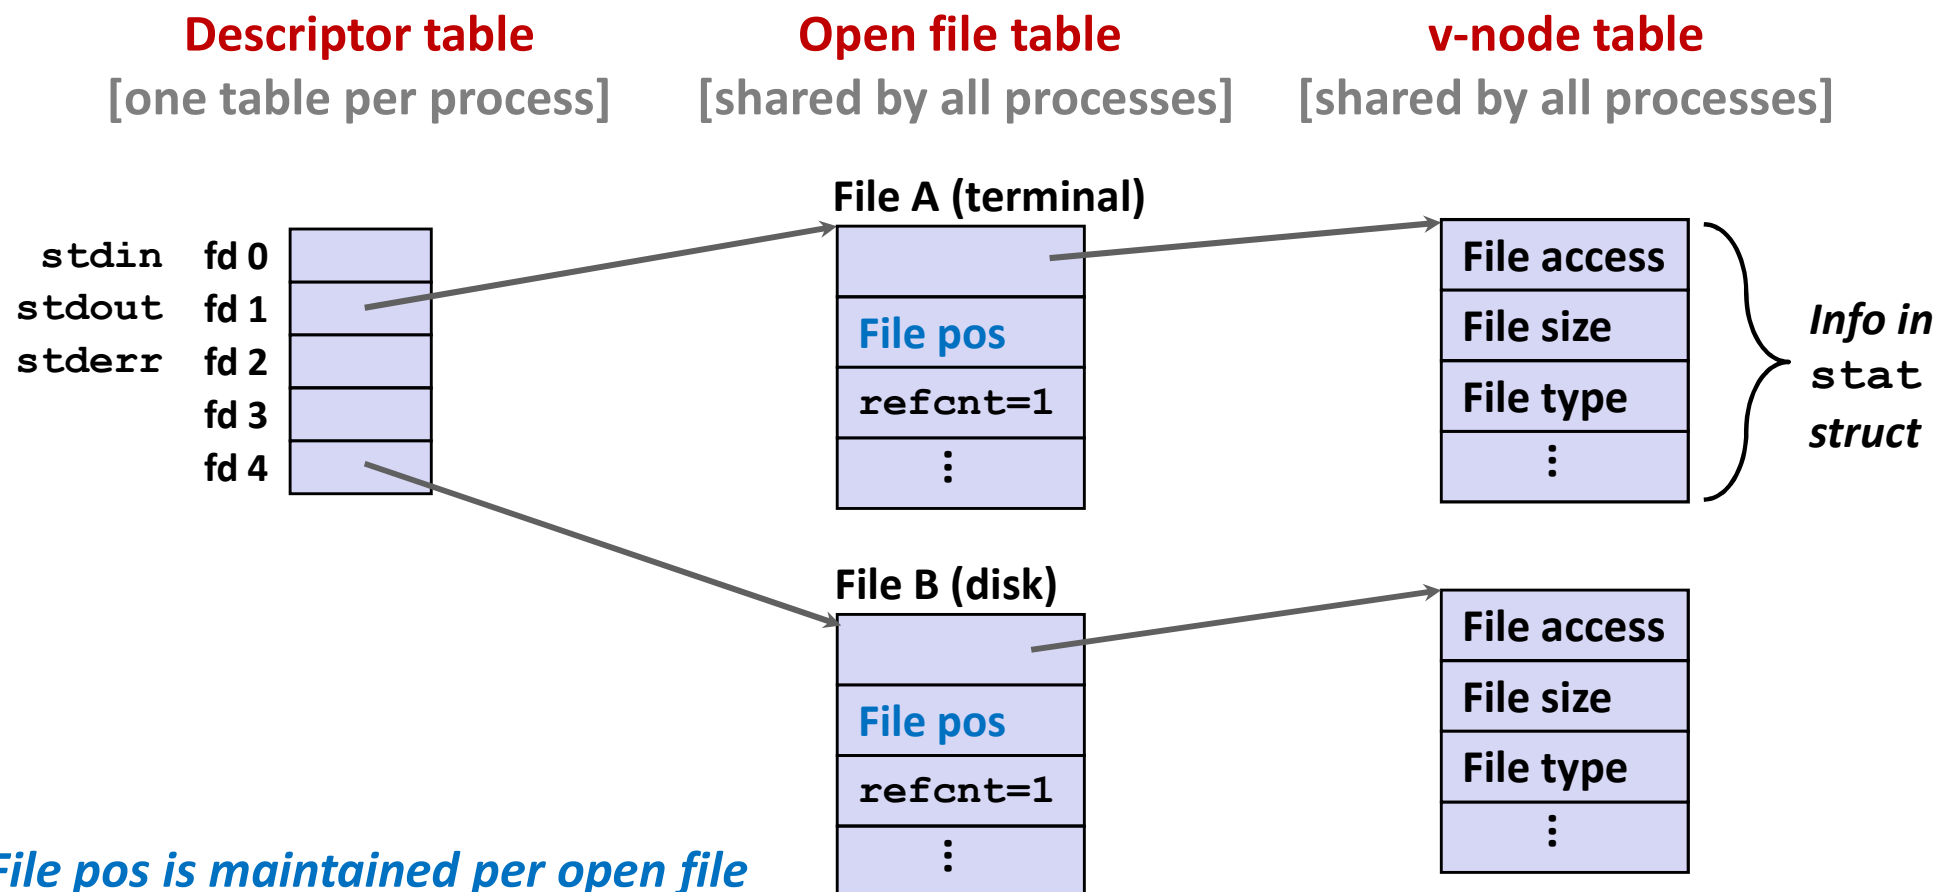 Descriptor table
[one table per process]
Open file table
[shared by all processes]
v-node table
[shared by all processes]
stdin fd 0
stdout fd 1
stderr fd 2
fd 3
fd 4
File A (terminal)
File pos
refcnt=1
⋮
File access
File size
File type
⋮
Info in
stat
struct
File B (disk)
File pos
refcnt=1
⋮
File access
File size
File type
⋮
File pos is maintained per open file